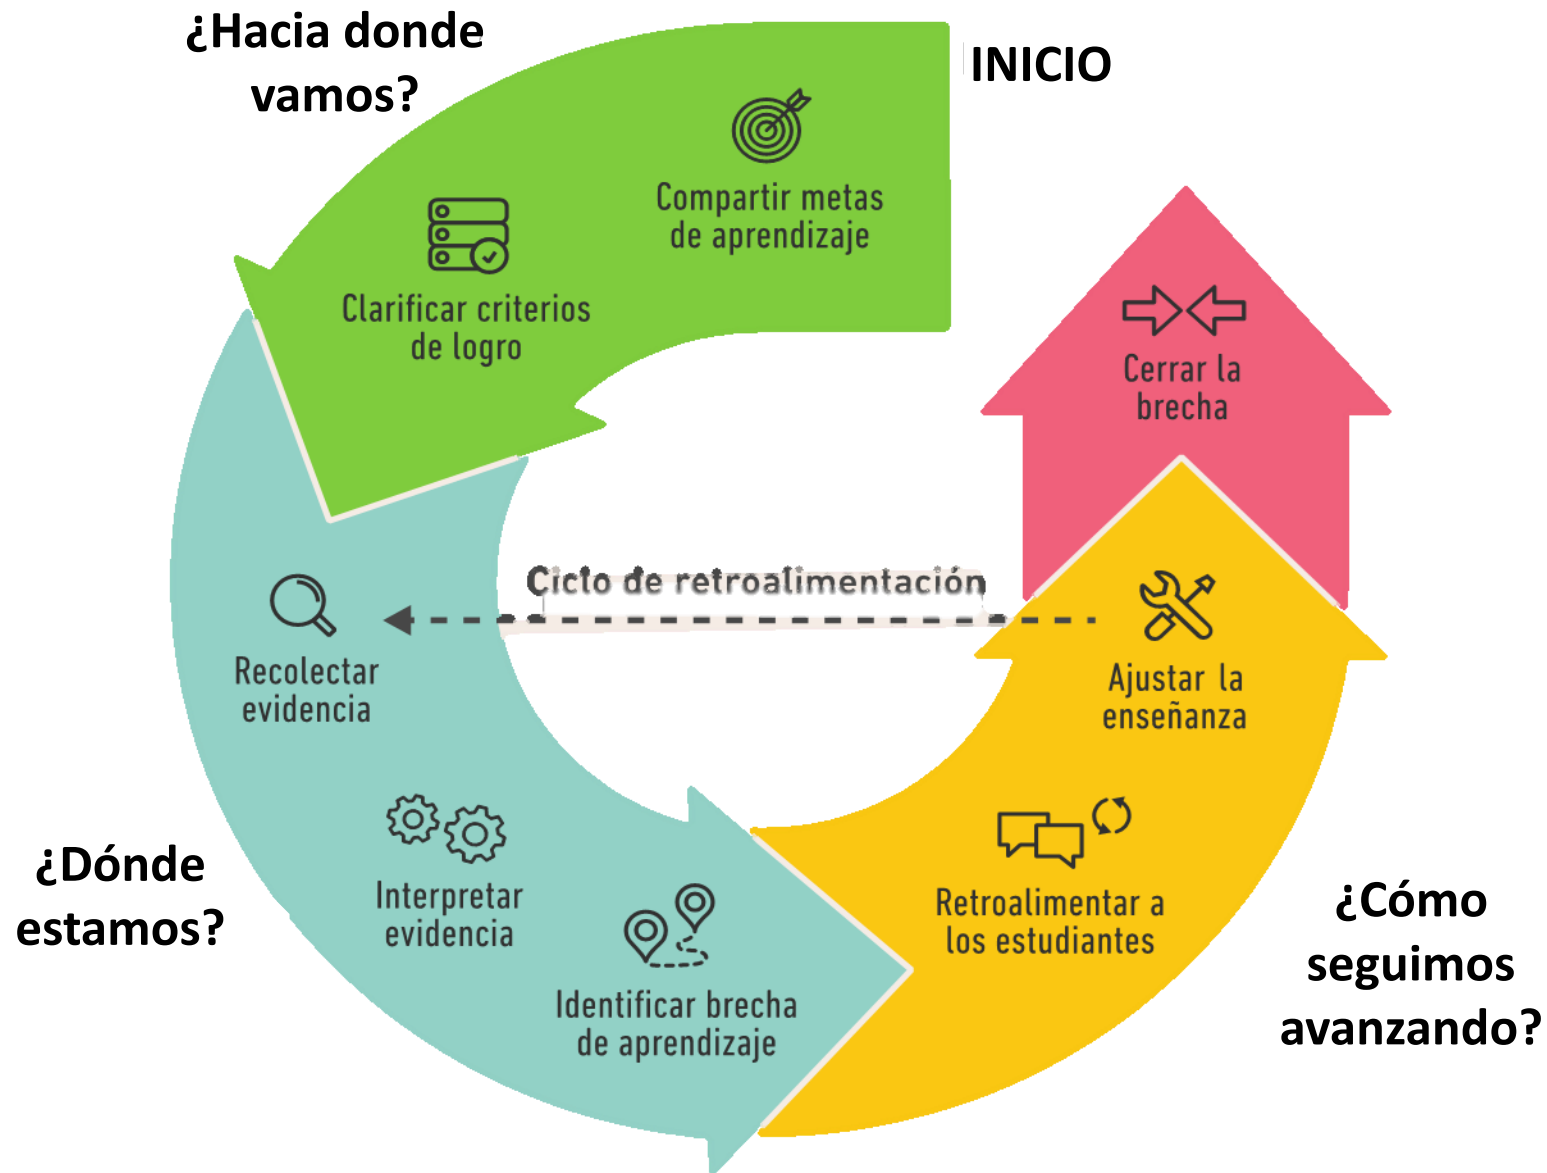 ¿Hacia donde
vamos?
INICIO
Compartir metas
de aprendizaje
Clarificar criterios
de logro
Recolectar
evidencia
Interpretar
evidencia
Identificar brecha
de aprendizaje
¿Dónde
estamos?
Ciclo de retroalimentación
Retroalimentar a
los estudiantes
Ajustar la
enseñanza
¿Cómo
seguimos
avanzando?
Cerrar la
brecha